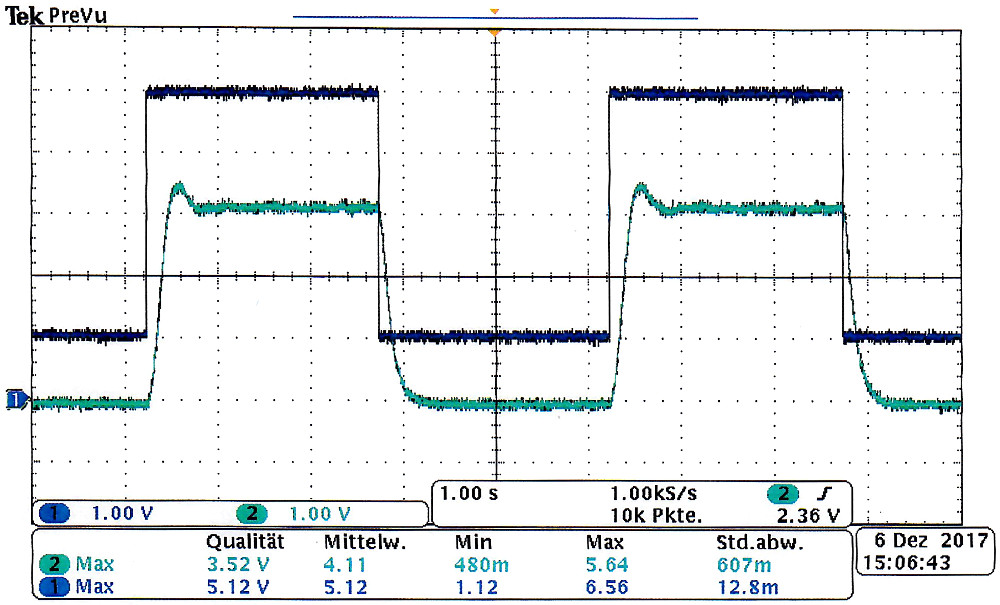 Tek PreVu
1
1 1.00 V 2 1.00 V
1.00 s 1.00kS/s 2
10k Pkte. 2.36 V
Qualität Mittelw. Min Max Std.abw.
2 Max 3.52 V 4.11 480m 5.64 607m
1 Max 5.12 V 5.12 1.12 6.56 12.8m
6 Dez 2017
15:06:43